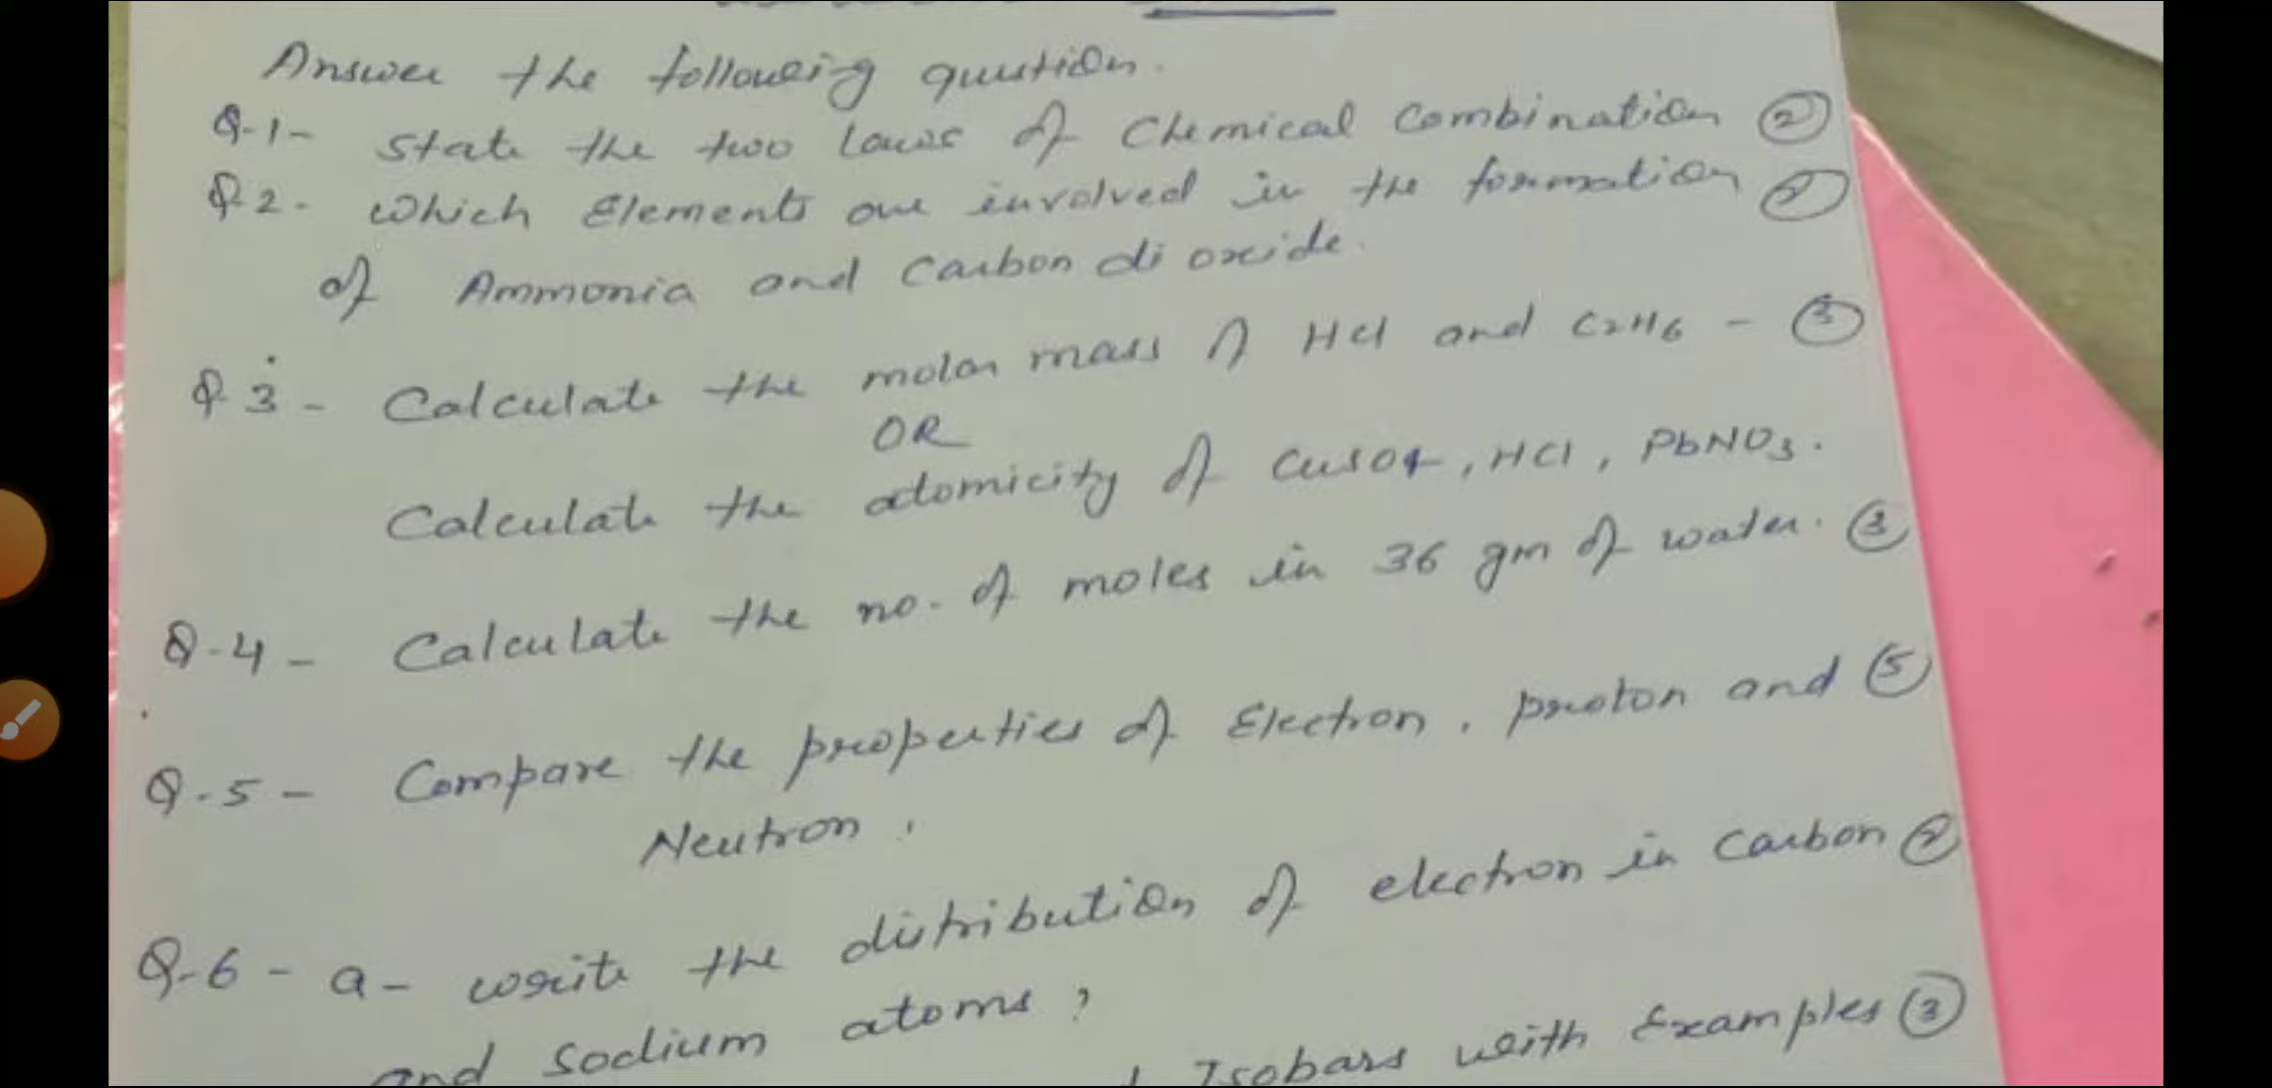 Answer the following question.
Q-1- State the two laws of Chemical Combination (2)
Q-2- Which Elements are involved in the formation (2)
of Ammonia and Carbon di oxide.
Q-3- Calculate the molar mass of HCl and C2H6 - (3)
OR
Calculate the atomicity of CuSO4, HCl, PbNO3.
Q-4- Calculate the no. of moles in 36 gm of water. (3)
Q-5- Compare the properties of Electron, proton and (5)
Neutron.
Q-6- a- write the distribution of electron in Carbon (2)
and Sodium atoms?
Isobars with Examples (3)